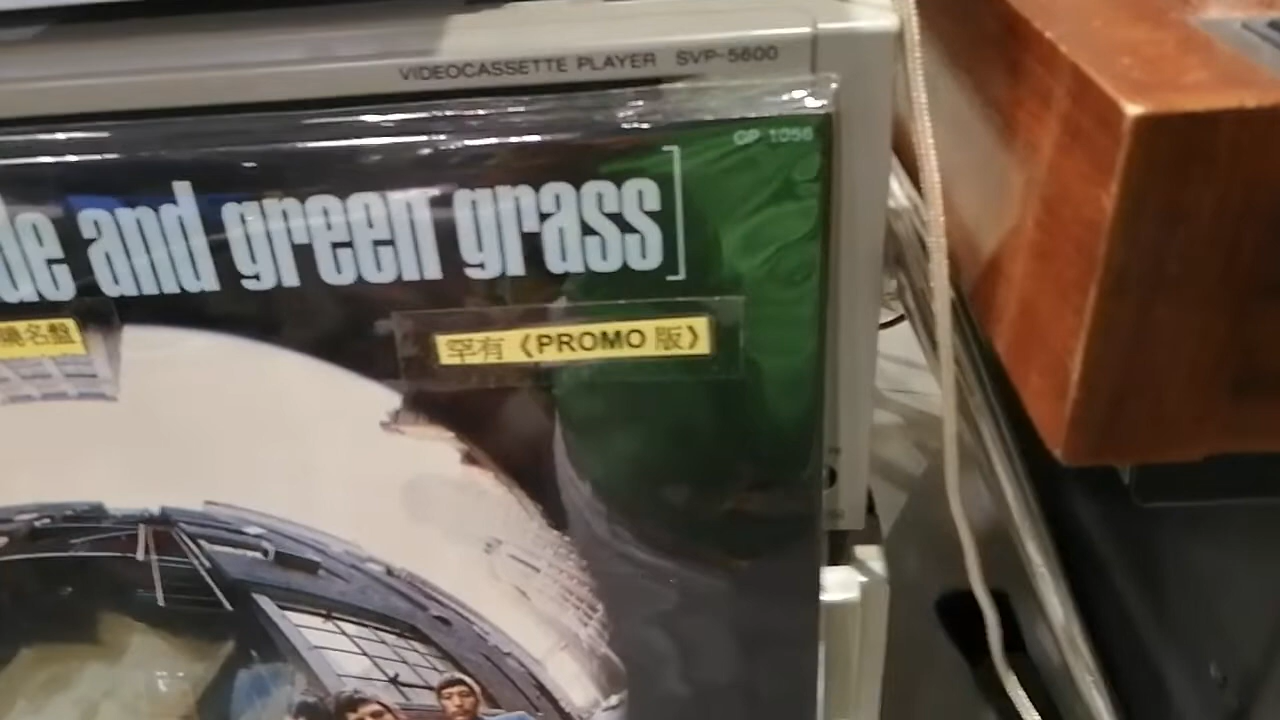 VIDEOCASSETTE PLAYER SVP-5600
GP 1056
de and green grass]
名盤
罕有《PROMO 版》